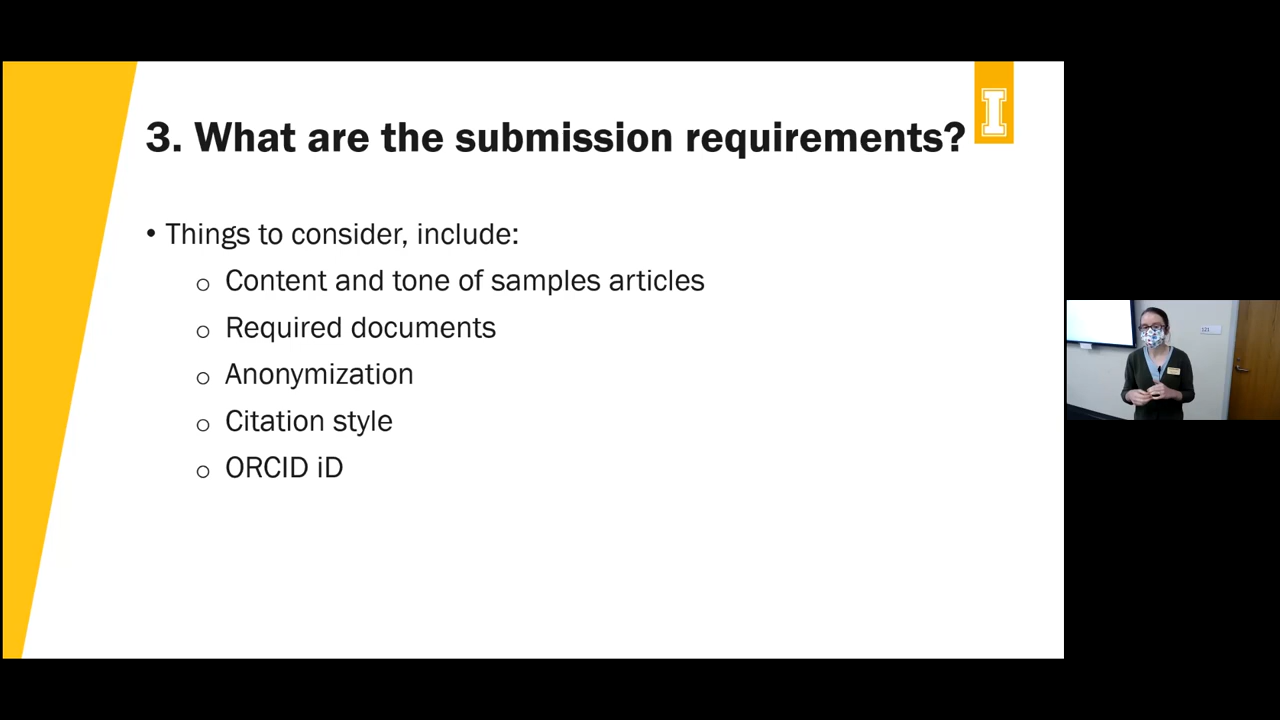 3. What are the submission requirements?
I
• Things to consider, include:
o Content and tone of samples articles
o Required documents
o Anonymization
o Citation style
o ORCID iD
121